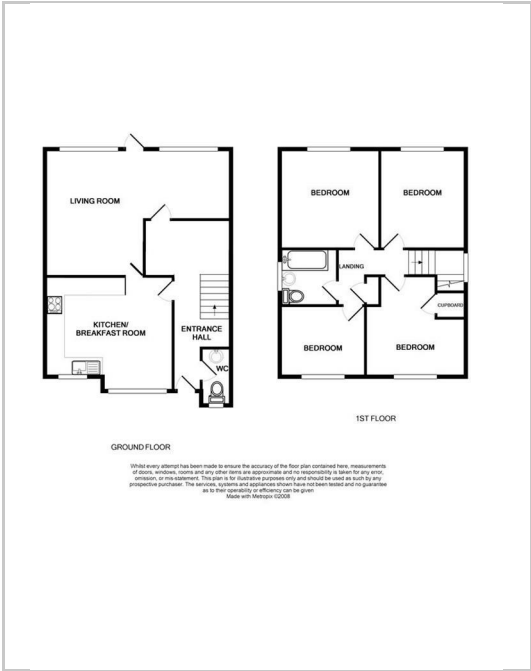 LIVING ROOM
KITCHEN/
BREAKFAST ROOM
ENTRANCE
HALL
WC
GROUND FLOOR
BEDROOM
BEDROOM
LANDING
CUPBOARD
BEDROOM
BEDROOM
1ST FLOOR
Whilst every attempt has been made to ensure the accuracy of the floor plan contained here, measurements
of doors, windows, rooms and any other items are approximate and no responsibility is taken for any error,
omission, or mis-statement. This plan is for illustrative purposes only and should be used as such by any
prospective purchaser. The services, systems and appliances shown have not been tested and no guarantee
as to their operability or efficiency can be given
Made with Metropix ©2008